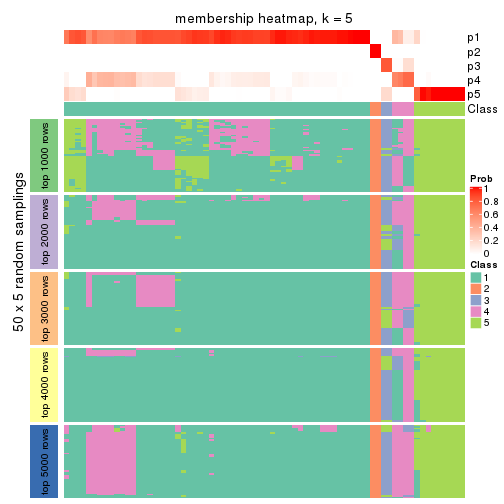 membership heatmap, k = 5
p1
p2
p3
p4
p5
Class
50 x 5 random samplings
top 1000 rows
top 2000 rows
top 3000 rows
top 4000 rows
top 5000 rows
Prob
1
0.8
0.6
0.4
0.2
0
Class
1
2
3
4
5